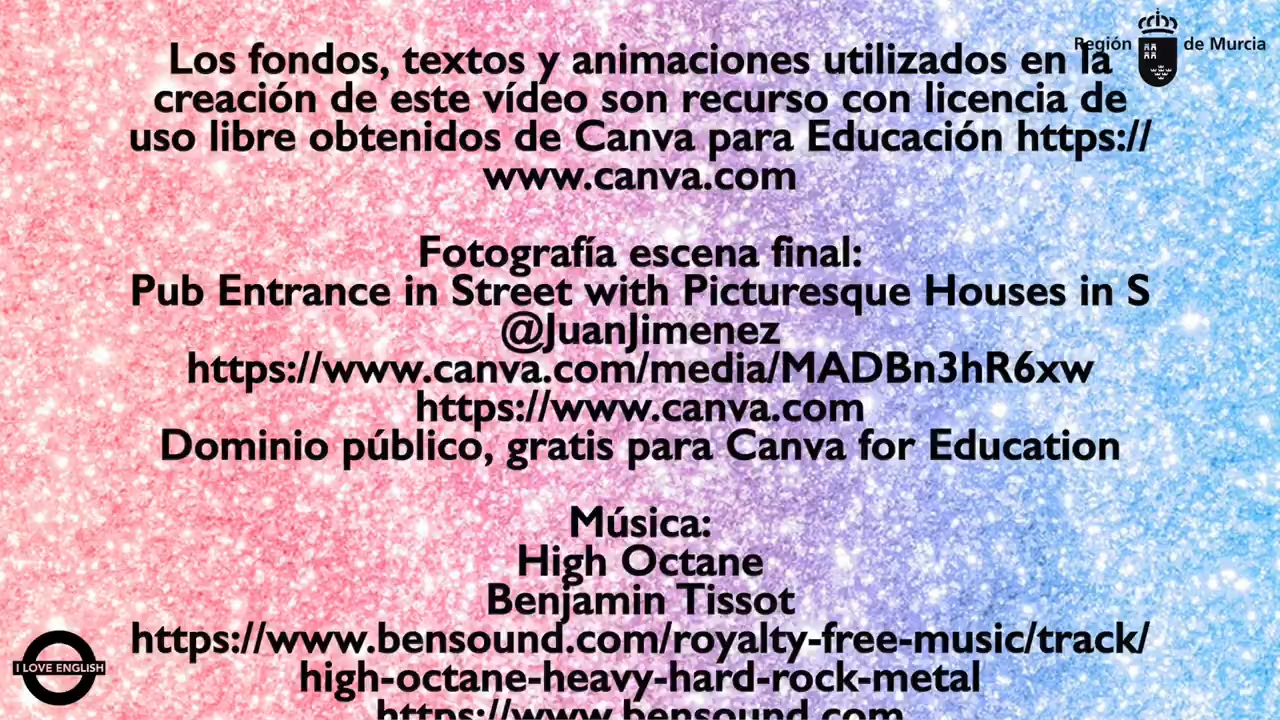 Región de Murcia
Los fondos, textos y animaciones utilizados en la
creación de este vídeo son recurso con licencia de
uso libre obtenidos de Canva para Educación https://
www.canva.com
Fotografía escena final:
Pub Entrance in Street with Picturesque Houses in S
@JuanJimenez
https://www.canva.com/media/MADBn3hR6xw
https://www.canva.com
Dominio público, gratis para Canva for Education
Música:
High Octane
Benjamin Tissot
https://www.bensound.com/royalty-free-music/track/
high-octane-heavy-hard-rock-metal
https://www.bensound.com
I LOVE ENGLISH